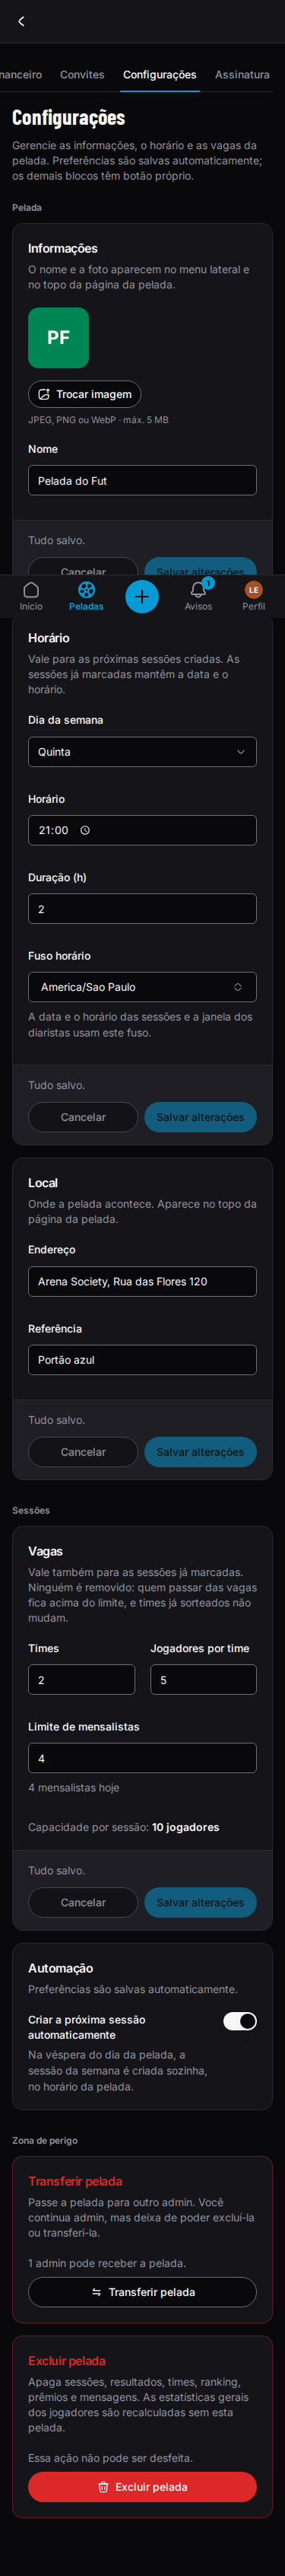 nanceiro Convites Configurações Assinatura
Configurações
Gerencie as informações, o horário e as vagas da
pelada. Preferências são salvas automaticamente;
os demais blocos têm botão próprio.
Pelada
Informações
O nome e a foto aparecem no menu lateral e
no topo da página da pelada.
PF
Trocar imagem
JPEG, PNG ou WebP · máx. 5 MB
Nome
Pelada do Fut
Tudo salvo.
Cancelar Salvar alterações
1
LE
Início Peladas Avisos Perfil
Horário
Vale para as próximas sessões criadas. As
sessões já marcadas mantêm a data e o
horário.
Dia da semana
Quinta
Horário
21:00
Duração (h)
2
Fuso horário
America/Sao Paulo
A data e o horário das sessões e a janela dos
diaristas usam este fuso.
Tudo salvo.
Cancelar Salvar alterações
Local
Onde a pelada acontece. Aparece no topo da
página da pelada.
Endereço
Arena Society, Rua das Flores 120
Referência
Portão azul
Tudo salvo.
Cancelar Salvar alterações
Sessões
Vagas
Vale também para as sessões já marcadas.
Ninguém é removido: quem passar das vagas
fica acima do limite, e times já sorteados não
mudam.
Times Jogadores por time
2 5
Limite de mensalistas
4
4 mensalistas hoje
Capacidade por sessão: 10 jogadores
Tudo salvo.
Cancelar Salvar alterações
Automação
Preferências são salvas automaticamente.
Criar a próxima sessão
automaticamente
Na véspera do dia da pelada, a
sessão da semana é criada sozinha,
no horário da pelada.
Zona de perigo
Transferir pelada
Passe a pelada para outro admin. Você
continua admin, mas deixa de poder excluí-la
ou transferi-la.
1 admin pode receber a pelada.
Transferir pelada
Excluir pelada
Apaga sessões, resultados, times, ranking,
prêmios e mensagens. As estatísticas gerais
dos jogadores são recalculadas sem esta
pelada.
Essa ação não pode ser desfeita.
Excluir pelada